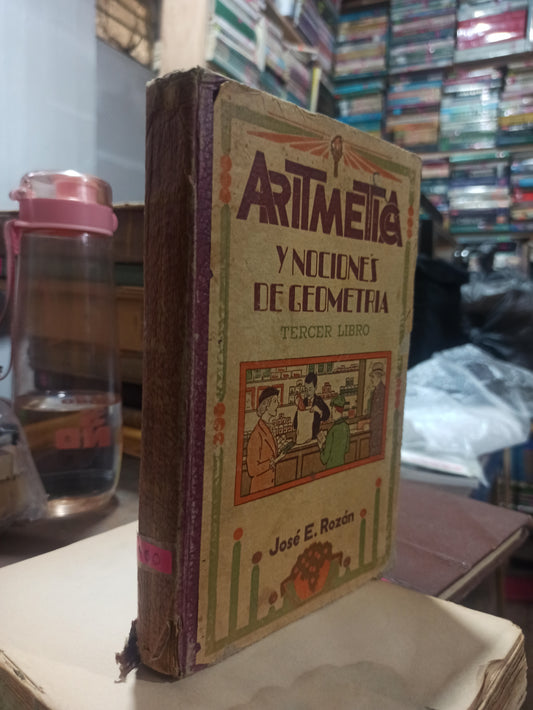 ARITMETICA
Y NOCIONES
DE GEOMETRIA
TERCER LIBRO
José E. Rozán